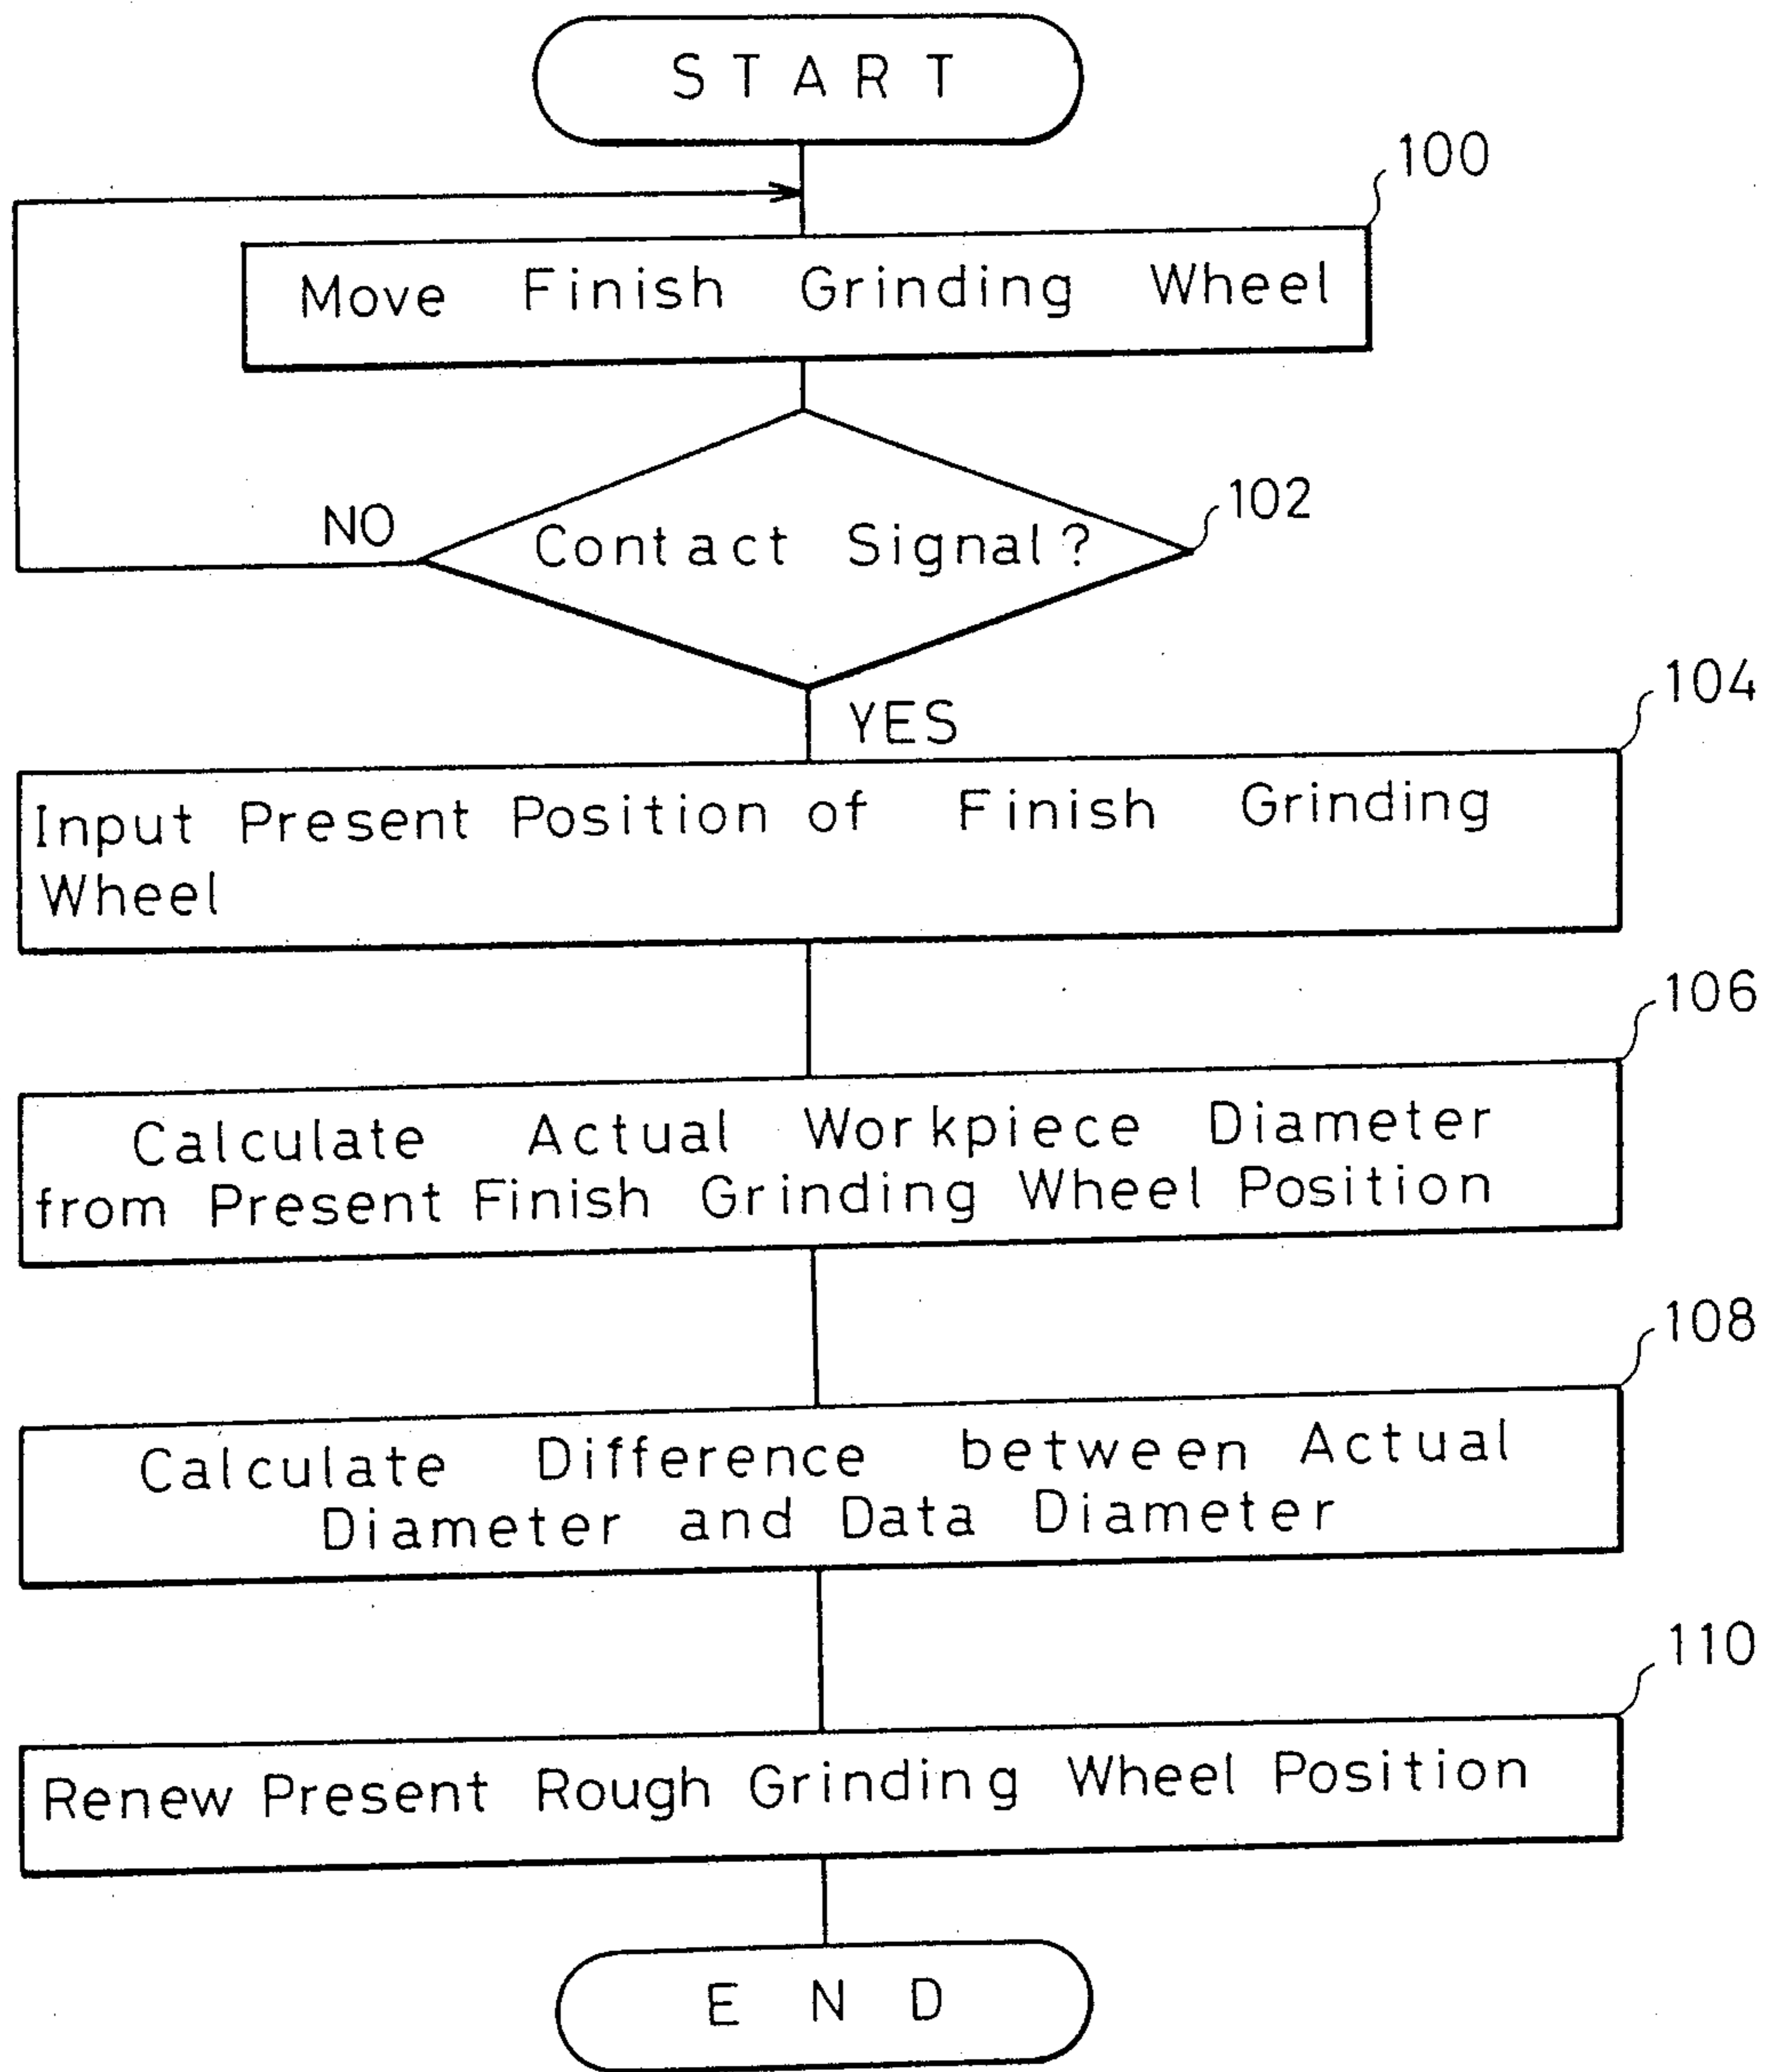 START
100
Move Finish Grinding Wheel
102
NO
Contact Signal?
YES
104
Input Present Position of Finish Grinding
Wheel
106
Calculate Actual Workpiece Diameter
from Present Finish Grinding Wheel Position
108
Calculate Difference between Actual
Diameter and Data Diameter
110
Renew Present Rough Grinding Wheel Position
END